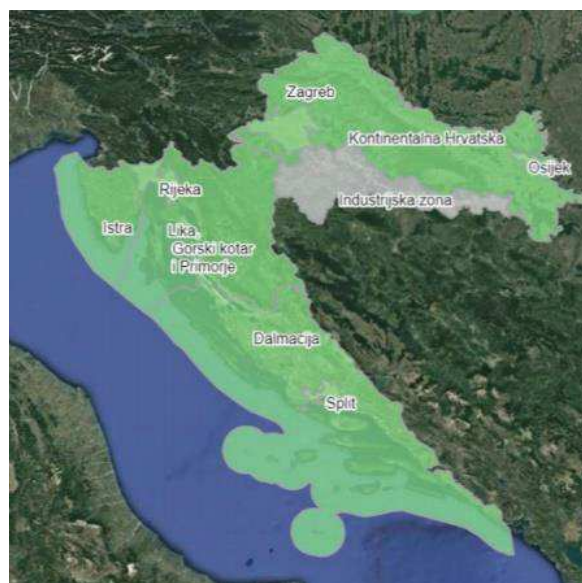 Zagreb
Kontinentalna Hrvatska
Osijek
Rijeka
Industrijska zona
Istra
Lika,
Gorski kotar
i Primorje
Dalmacija
Split